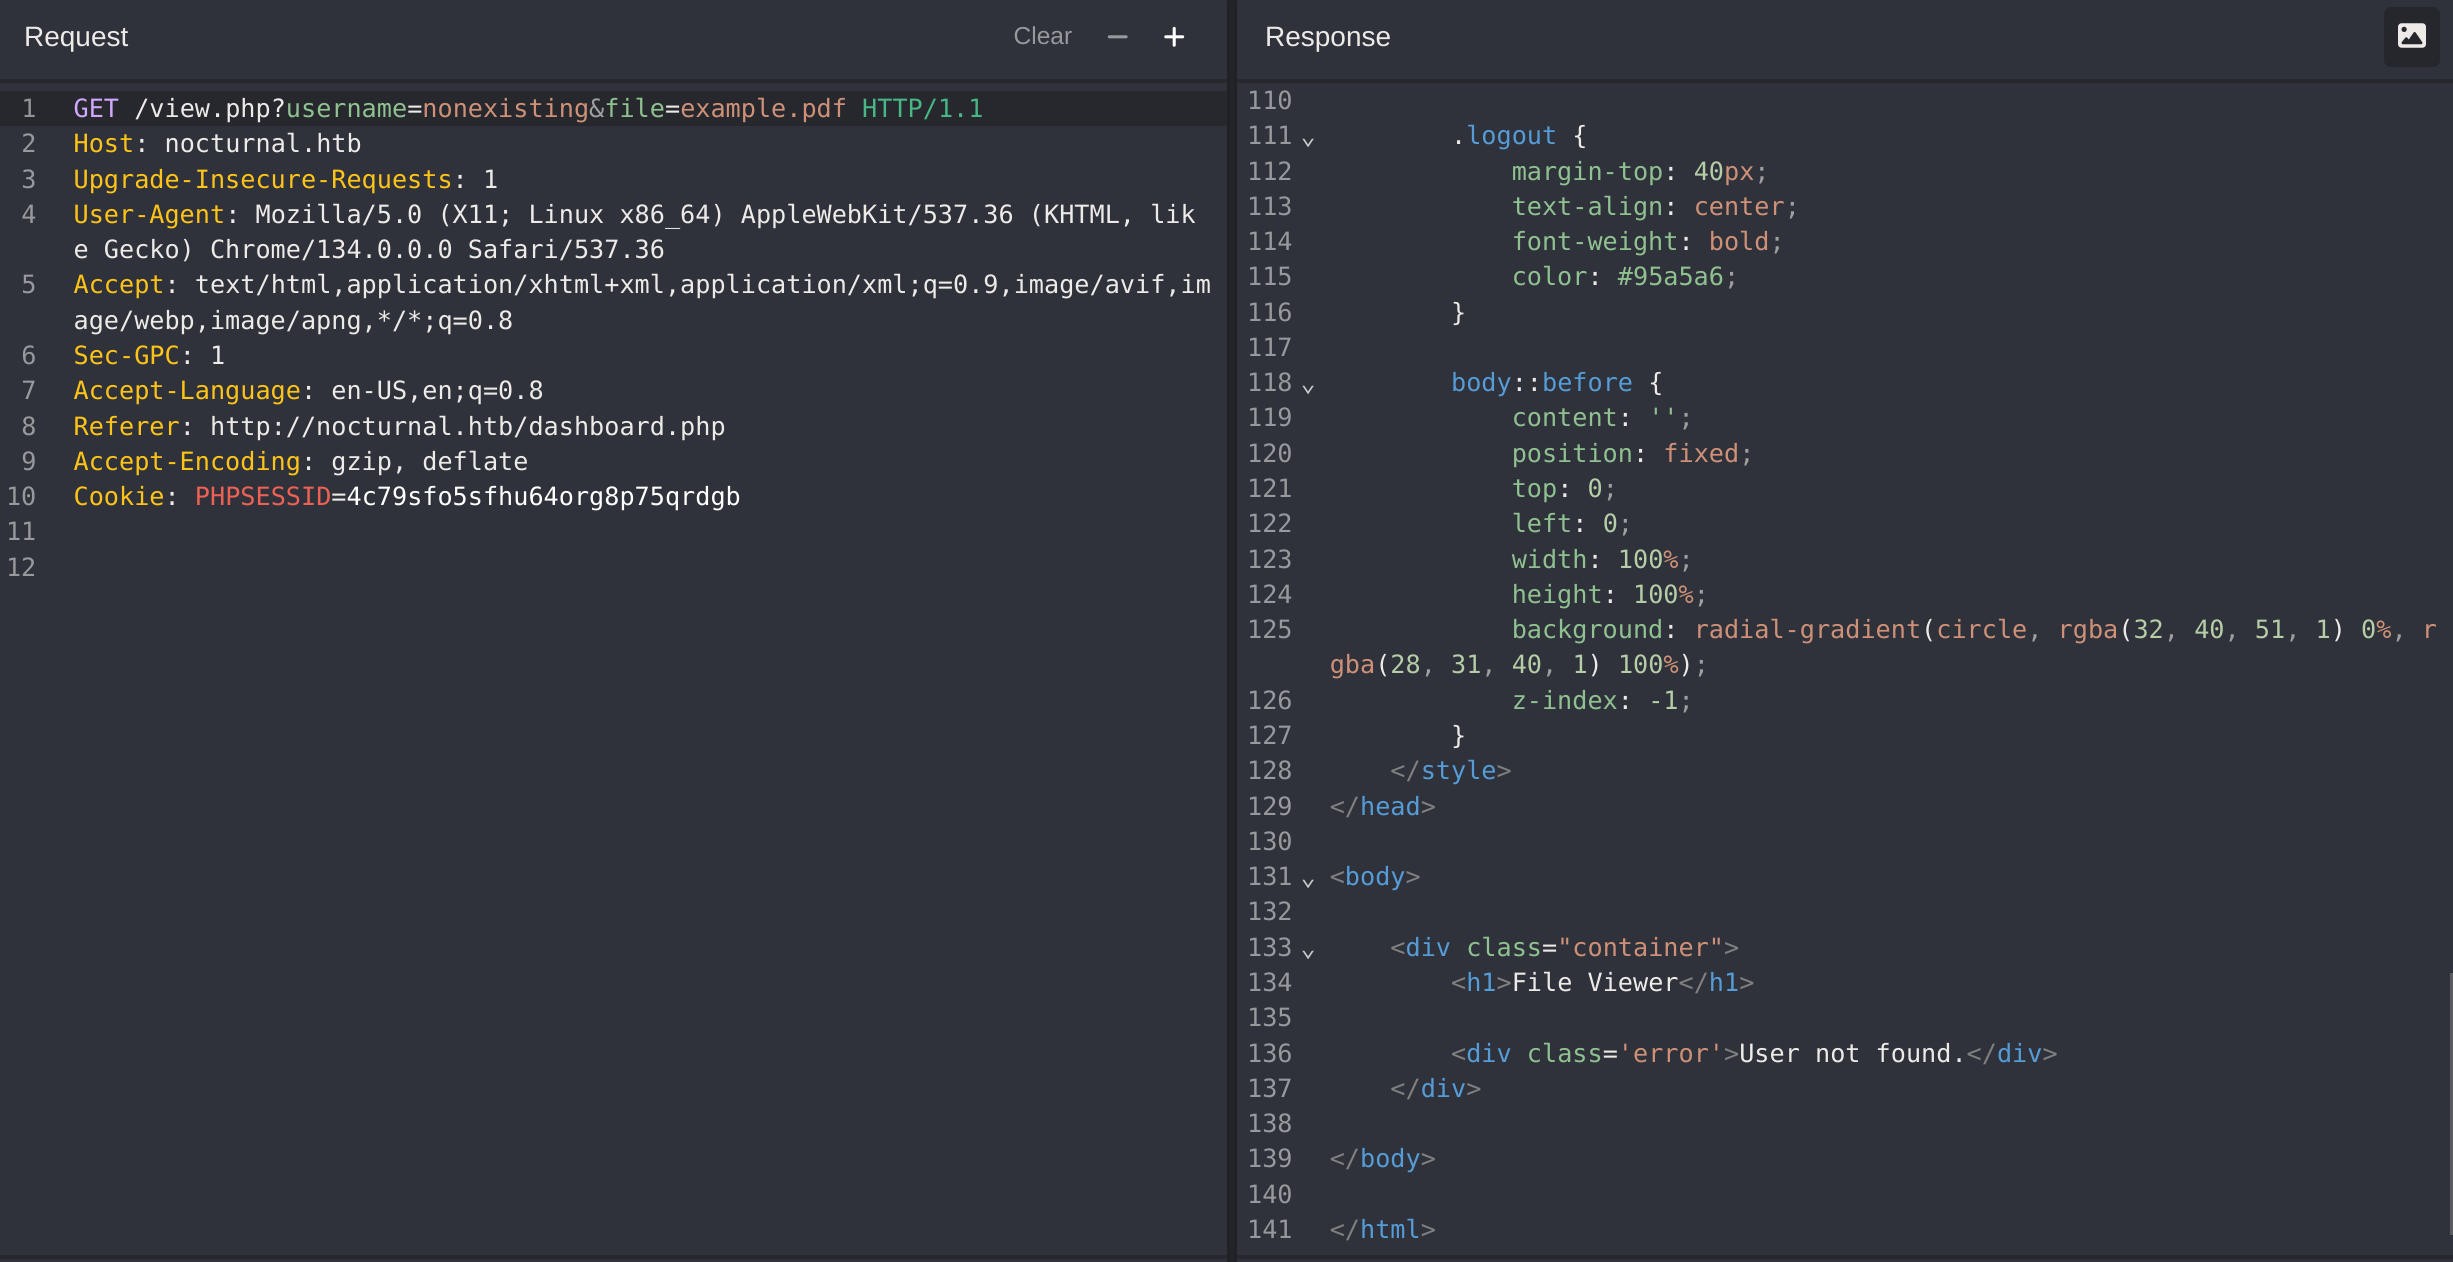 Request
Clear
1 GET /view.php?username=nonexisting&file=example.pdf HTTP/1.1
2 Host: nocturnal.htb
3 Upgrade-Insecure-Requests: 1
4 User-Agent: Mozilla/5.0 (X11; Linux x86_64) AppleWebKit/537.36 (KHTML, lik
e Gecko) Chrome/134.0.0.0 Safari/537.36
5 Accept: text/html,application/xhtml+xml,application/xml;q=0.9,image/avif,im
age/webp,image/apng,*/*;q=0.8
6 Sec-GPC: 1
7 Accept-Language: en-US,en;q=0.8
8 Referer: http://nocturnal.htb/dashboard.php
9 Accept-Encoding: gzip, deflate
10 Cookie: PHPSESSID=4c79sfo5sfhu64org8p75qrdgb
11
12
Response
110
111 .logout {
112 margin-top: 40px;
113 text-align: center;
114 font-weight: bold;
115 color: #95a5a6;
116 }
117
118 body::before {
119 content: '';
120 position: fixed;
121 top: 0;
122 left: 0;
123 width: 100%;
124 height: 100%;
125 background: radial-gradient(circle, rgba(32, 40, 51, 1) 0%, r
gba(28, 31, 40, 1) 100%);
126 z-index: -1;
127 }
128 </style>
129 </head>
130
131 <body>
132
133 <div class="container">
134 <h1>File Viewer</h1>
135
136 <div class='error'>User not found.</div>
137 </div>
138
139 </body>
140
141 </html>